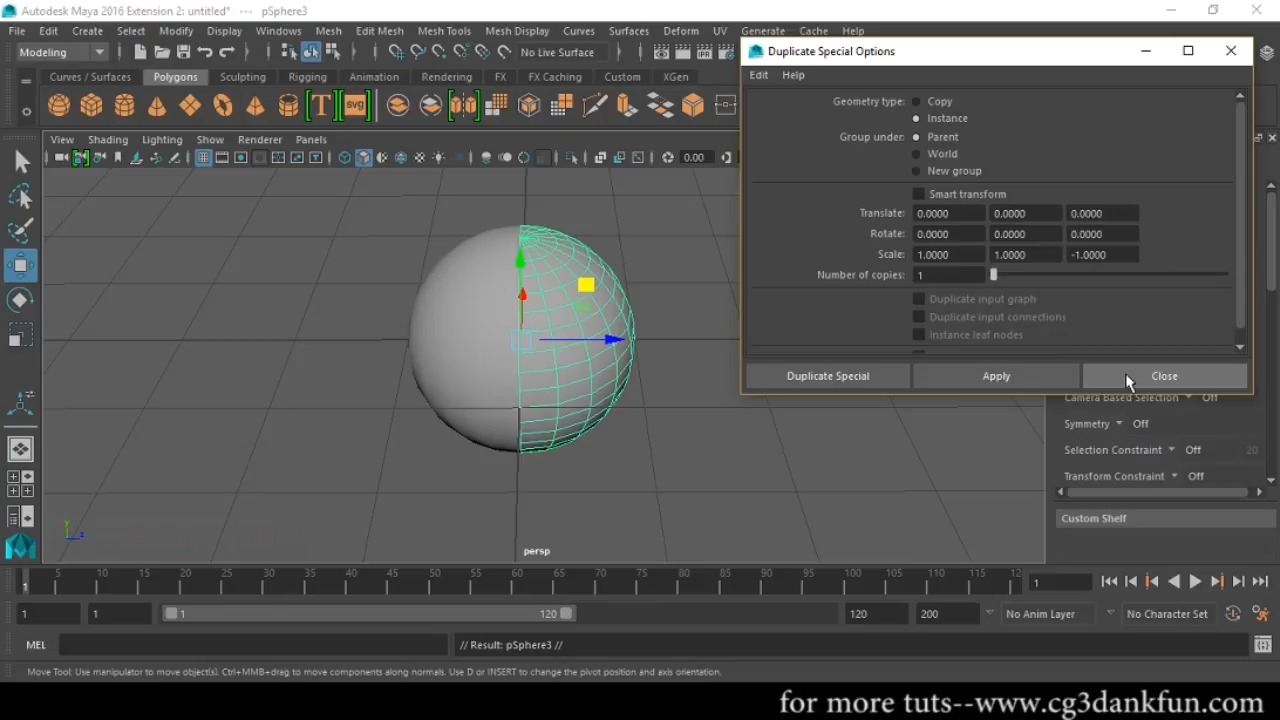 Autodesk Maya 2016 Extension 2: untitled* --- pSphere3
File Edit Create Select Modify Display Windows Mesh Edit Mesh Mesh Tools Mesh Display Curves Surfaces Deform UV Generate Cache Help
Modeling
No Live Surface
Curves / Surfaces Polygons Sculpting Rigging Animation Rendering FX FX Caching Custom XGen
T svg
View Shading Lighting Show Renderer Panels
0.00
Duplicate Special Options
Edit Help
Geometry type: Copy
Instance
Group under: Parent
World
New group
Smart transform
Translate: 0.0000 0.0000 0.0000
Rotate: 0.0000 0.0000 0.0000
Scale: 1.0000 1.0000 -1.0000
Number of copies: 1
Duplicate input graph
Duplicate input connections
Instance leaf nodes
Duplicate Special Apply Close
Camera Based Selection Off
Symmetry Off
Selection Constraint Off 20
Transform Constraint Off
Custom Shelf
persp
5 10 15 20 25 30 35 40 45 50 55 60 65 70 75 80 85 90 95 100 105 110 115 12
1
1
1 1 1 120 120 200 No Anim Layer No Character Set
MEL // Result: pSphere3 //
Move Tool: Use manipulator to move object(s). Ctrl+MMB+drag to move components along normals. Use D or INSERT to change the pivot position and axis orientation.
for more tuts--www.cg3dankfun.com